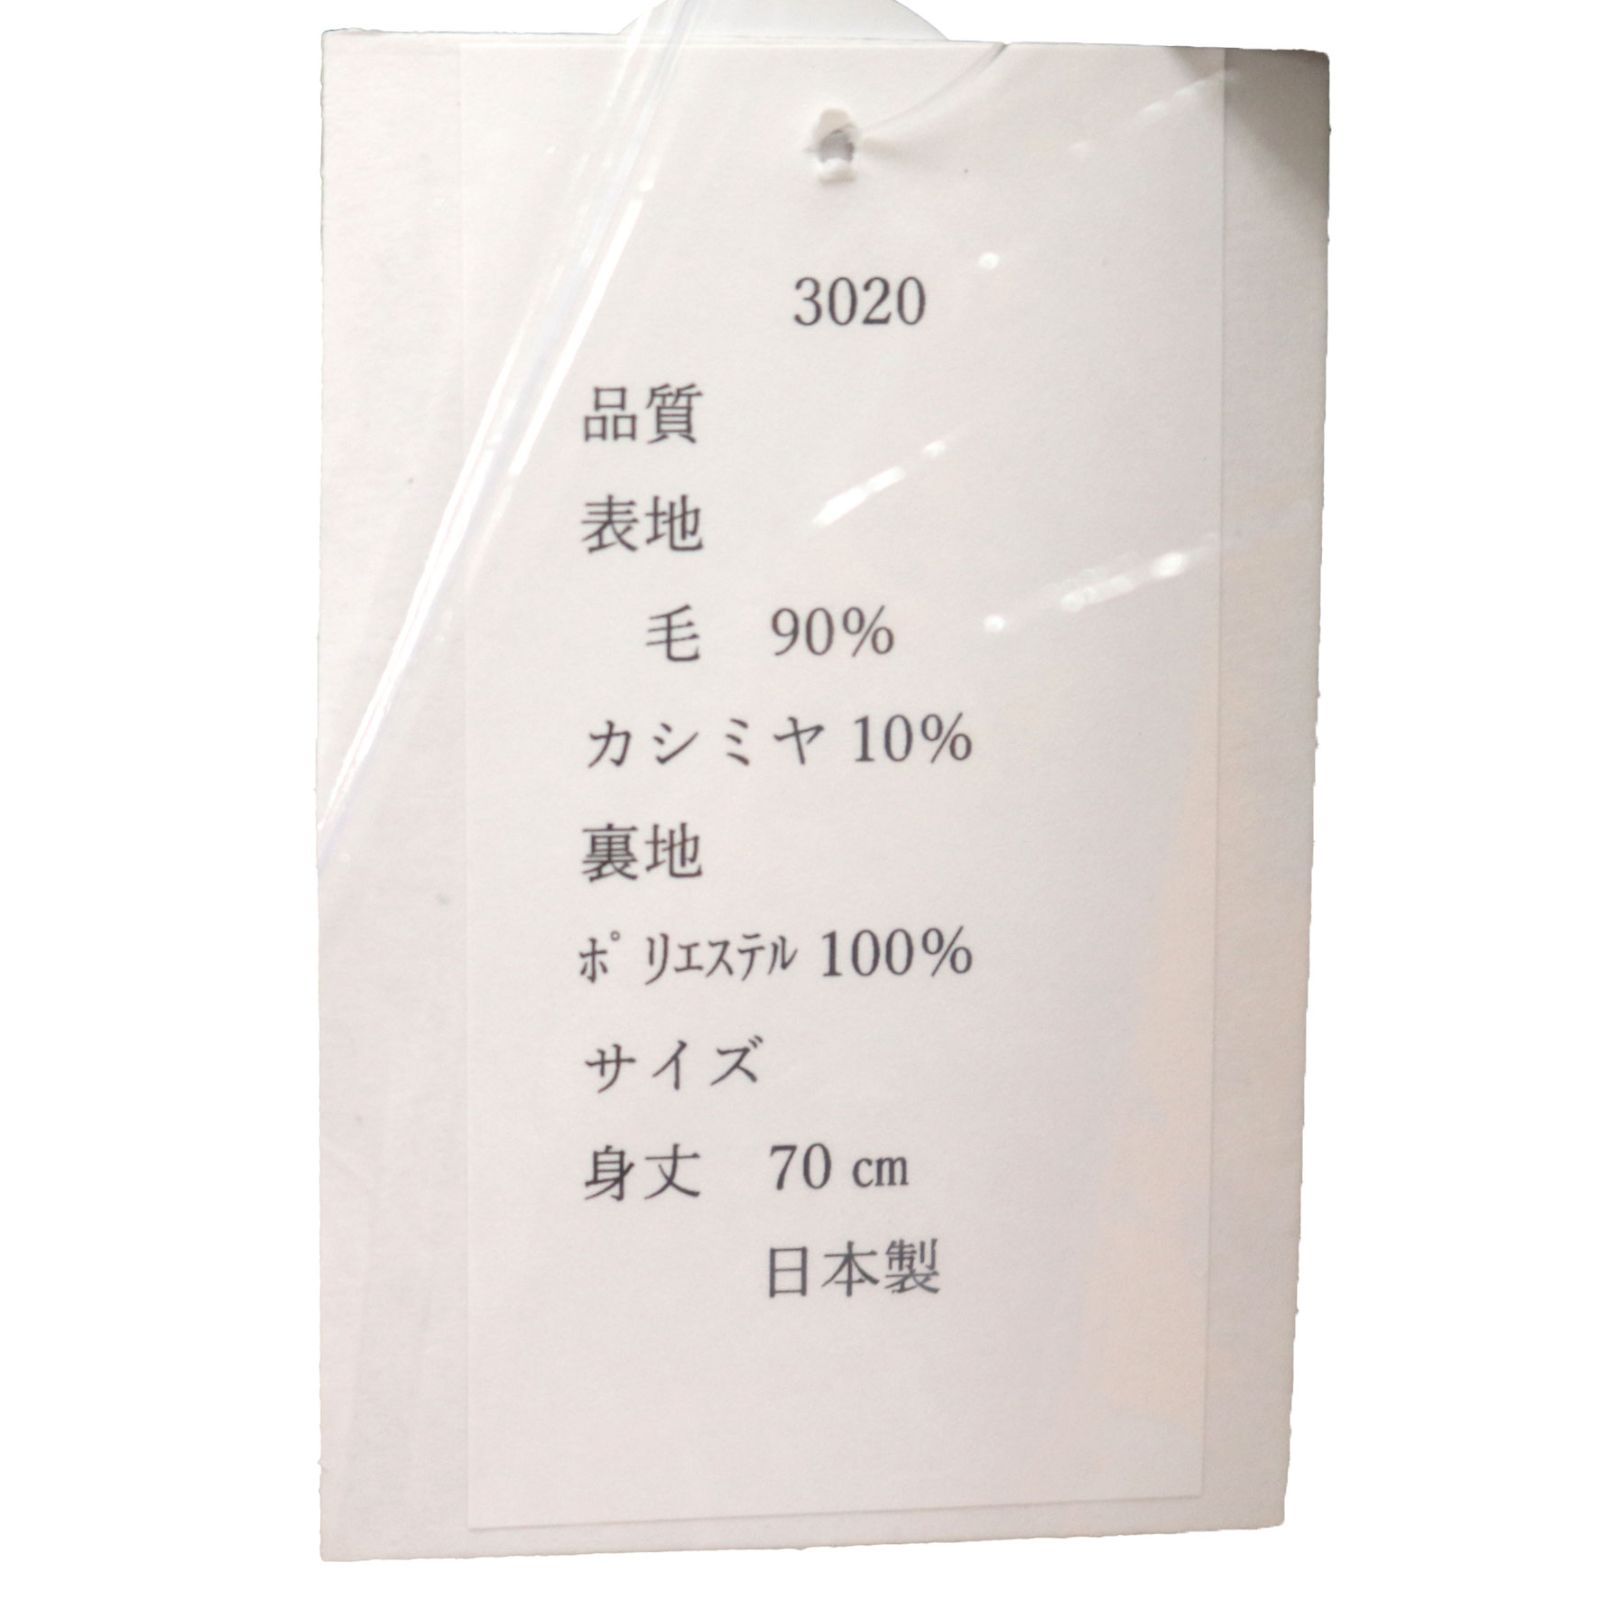 3020
品質
表地
毛　90%
カシミヤ 10%
裏地
ﾎﾟﾘｴｽﾃﾙ 100%
サイズ
身丈　70 ㎝
日本製